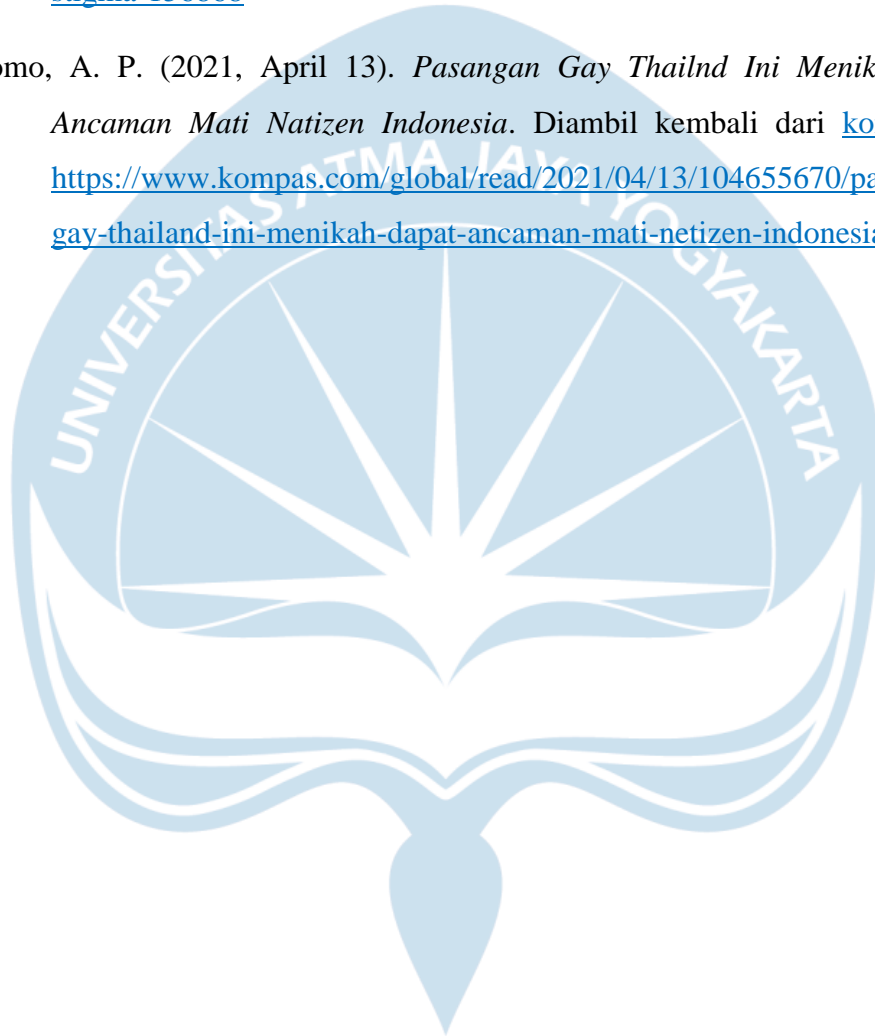 omo, A. P. (2021, April 13). Pasangan Gay Thailnd Ini Menik
Ancaman Mati Natizen Indonesia. Diambil kembali dari ko
https://www.kompas.com/global/read/2021/04/13/104655670/pa
gay-thailand-ini-menikah-dapat-ancaman-mati-netizen-indonesia
UNIVERSITAS ATMA JAYA YOGYAKARTA